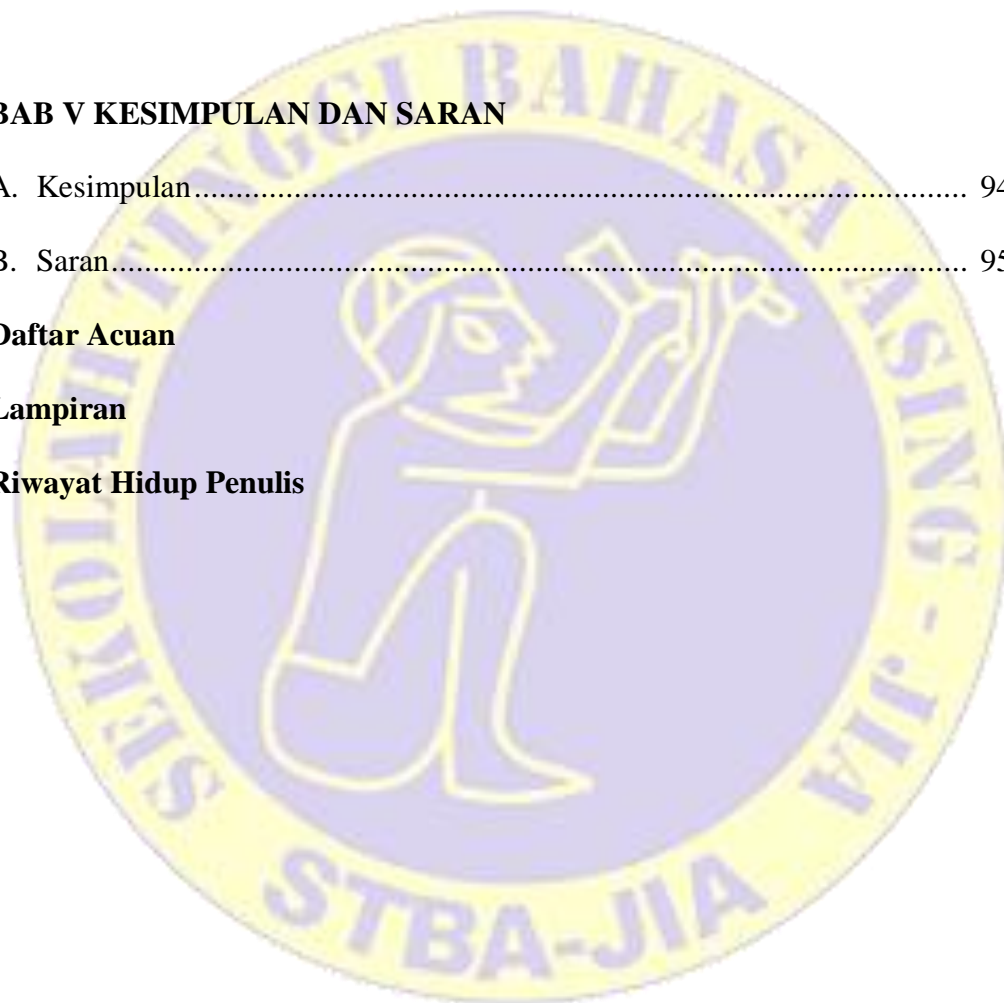 BAB V KESIMPULAN DAN SARAN
A. Kesimpulan........................................................................................ 94
B. Saran.................................................................................................. 95
Daftar Acuan
Lampiran
Riwayat Hidup Penulis
SEKOLAH TINGGI BAHASA ASING - JIA
STBA-JIA